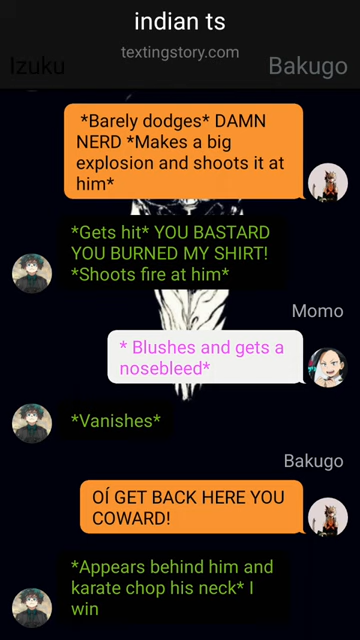 indian ts
textingstory.com
Izuku
Bakugo
*Barely dodges* DAMN
NERD *Makes a big
explosion and shoots it at
him*
*Gets hit* YOU BASTARD
YOU BURNED MY SHIRT!
*Shoots fire at him*
Momo
* Blushes and gets a
nosebleed*
*Vanishes*
Bakugo
OÍ GET BACK HERE YOU
COWARD!
*Appears behind him and
karate chop his neck* I
win